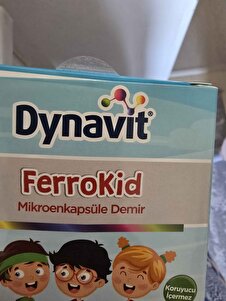 Dynavit®
FerroKid
Mikroenkapsüle Demir
Koruyucu
İçermez